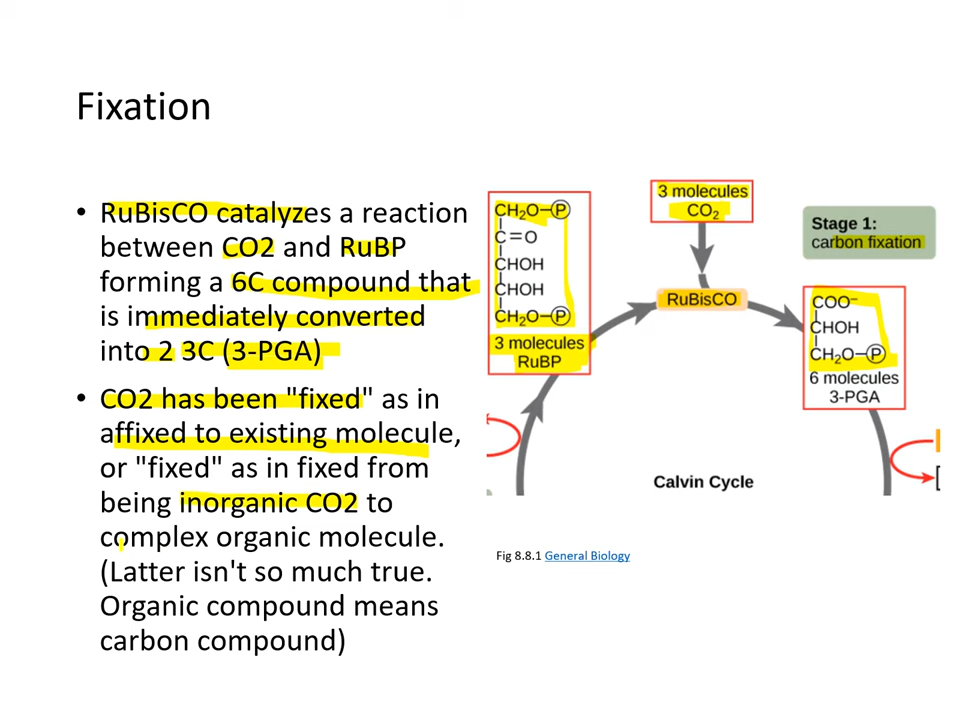 Fixation
• RuBisCO catalyzes a reaction
between CO2 and RuBP
forming a 6C compound that
is immediately converted
into 2 3C (3-PGA)
• CO2 has been "fixed" as in
affixed to existing molecule,
or "fixed" as in fixed from
being inorganic CO2 to
complex organic molecule.
(Latter isn't so much true.
Organic compound means
carbon compound)
CH₂O–P
C=O
CHOH
CHOH
CH₂O–P
3 molecules
RuBP
3 molecules
CO₂
RuBisCO
Stage 1:
carbon fixation
COO⁻
CHOH
CH₂O–P
6 molecules
3-PGA
Calvin Cycle
Fig 8.8.1 General Biology